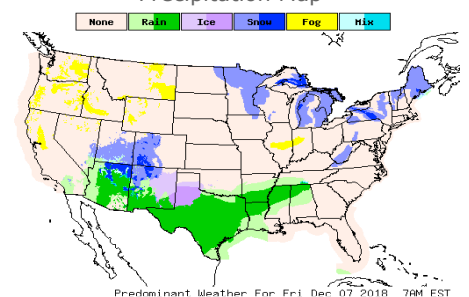 Precipitation Map
None Rain Ice Snow Fog Mix
Predominant Weather For Fri Dec 07 2018 7AM EST